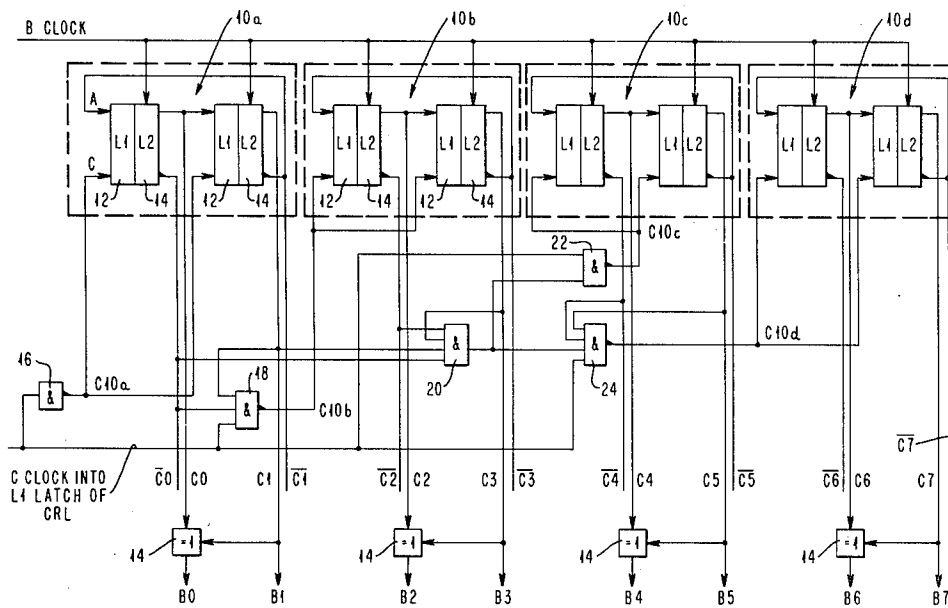 10a 10b 10c 10d
B CLOCK
A
L1 L2 L1 L2 L1 L2 L1 L2 L1 L2 L1 L2 L1 L2 L1 L2
C
12 14 12 14 12 14 12 14
C10c
22
&
& & C10d
16 18 20 24
& C10a & C10b
C̅7̅
C CLOCK INTO
L1 LATCH OF
CRL
C̅0̅ C0 C1 C̅1̅ C̅2̅ C2 C3 C̅3̅ C̅4̅ C4 C5 C̅5̅ C̅6̅ C6 C7
14 =1 14 =1 14 =1 14 =1
B0 B1 B2 B3 B4 B5 B6 B7